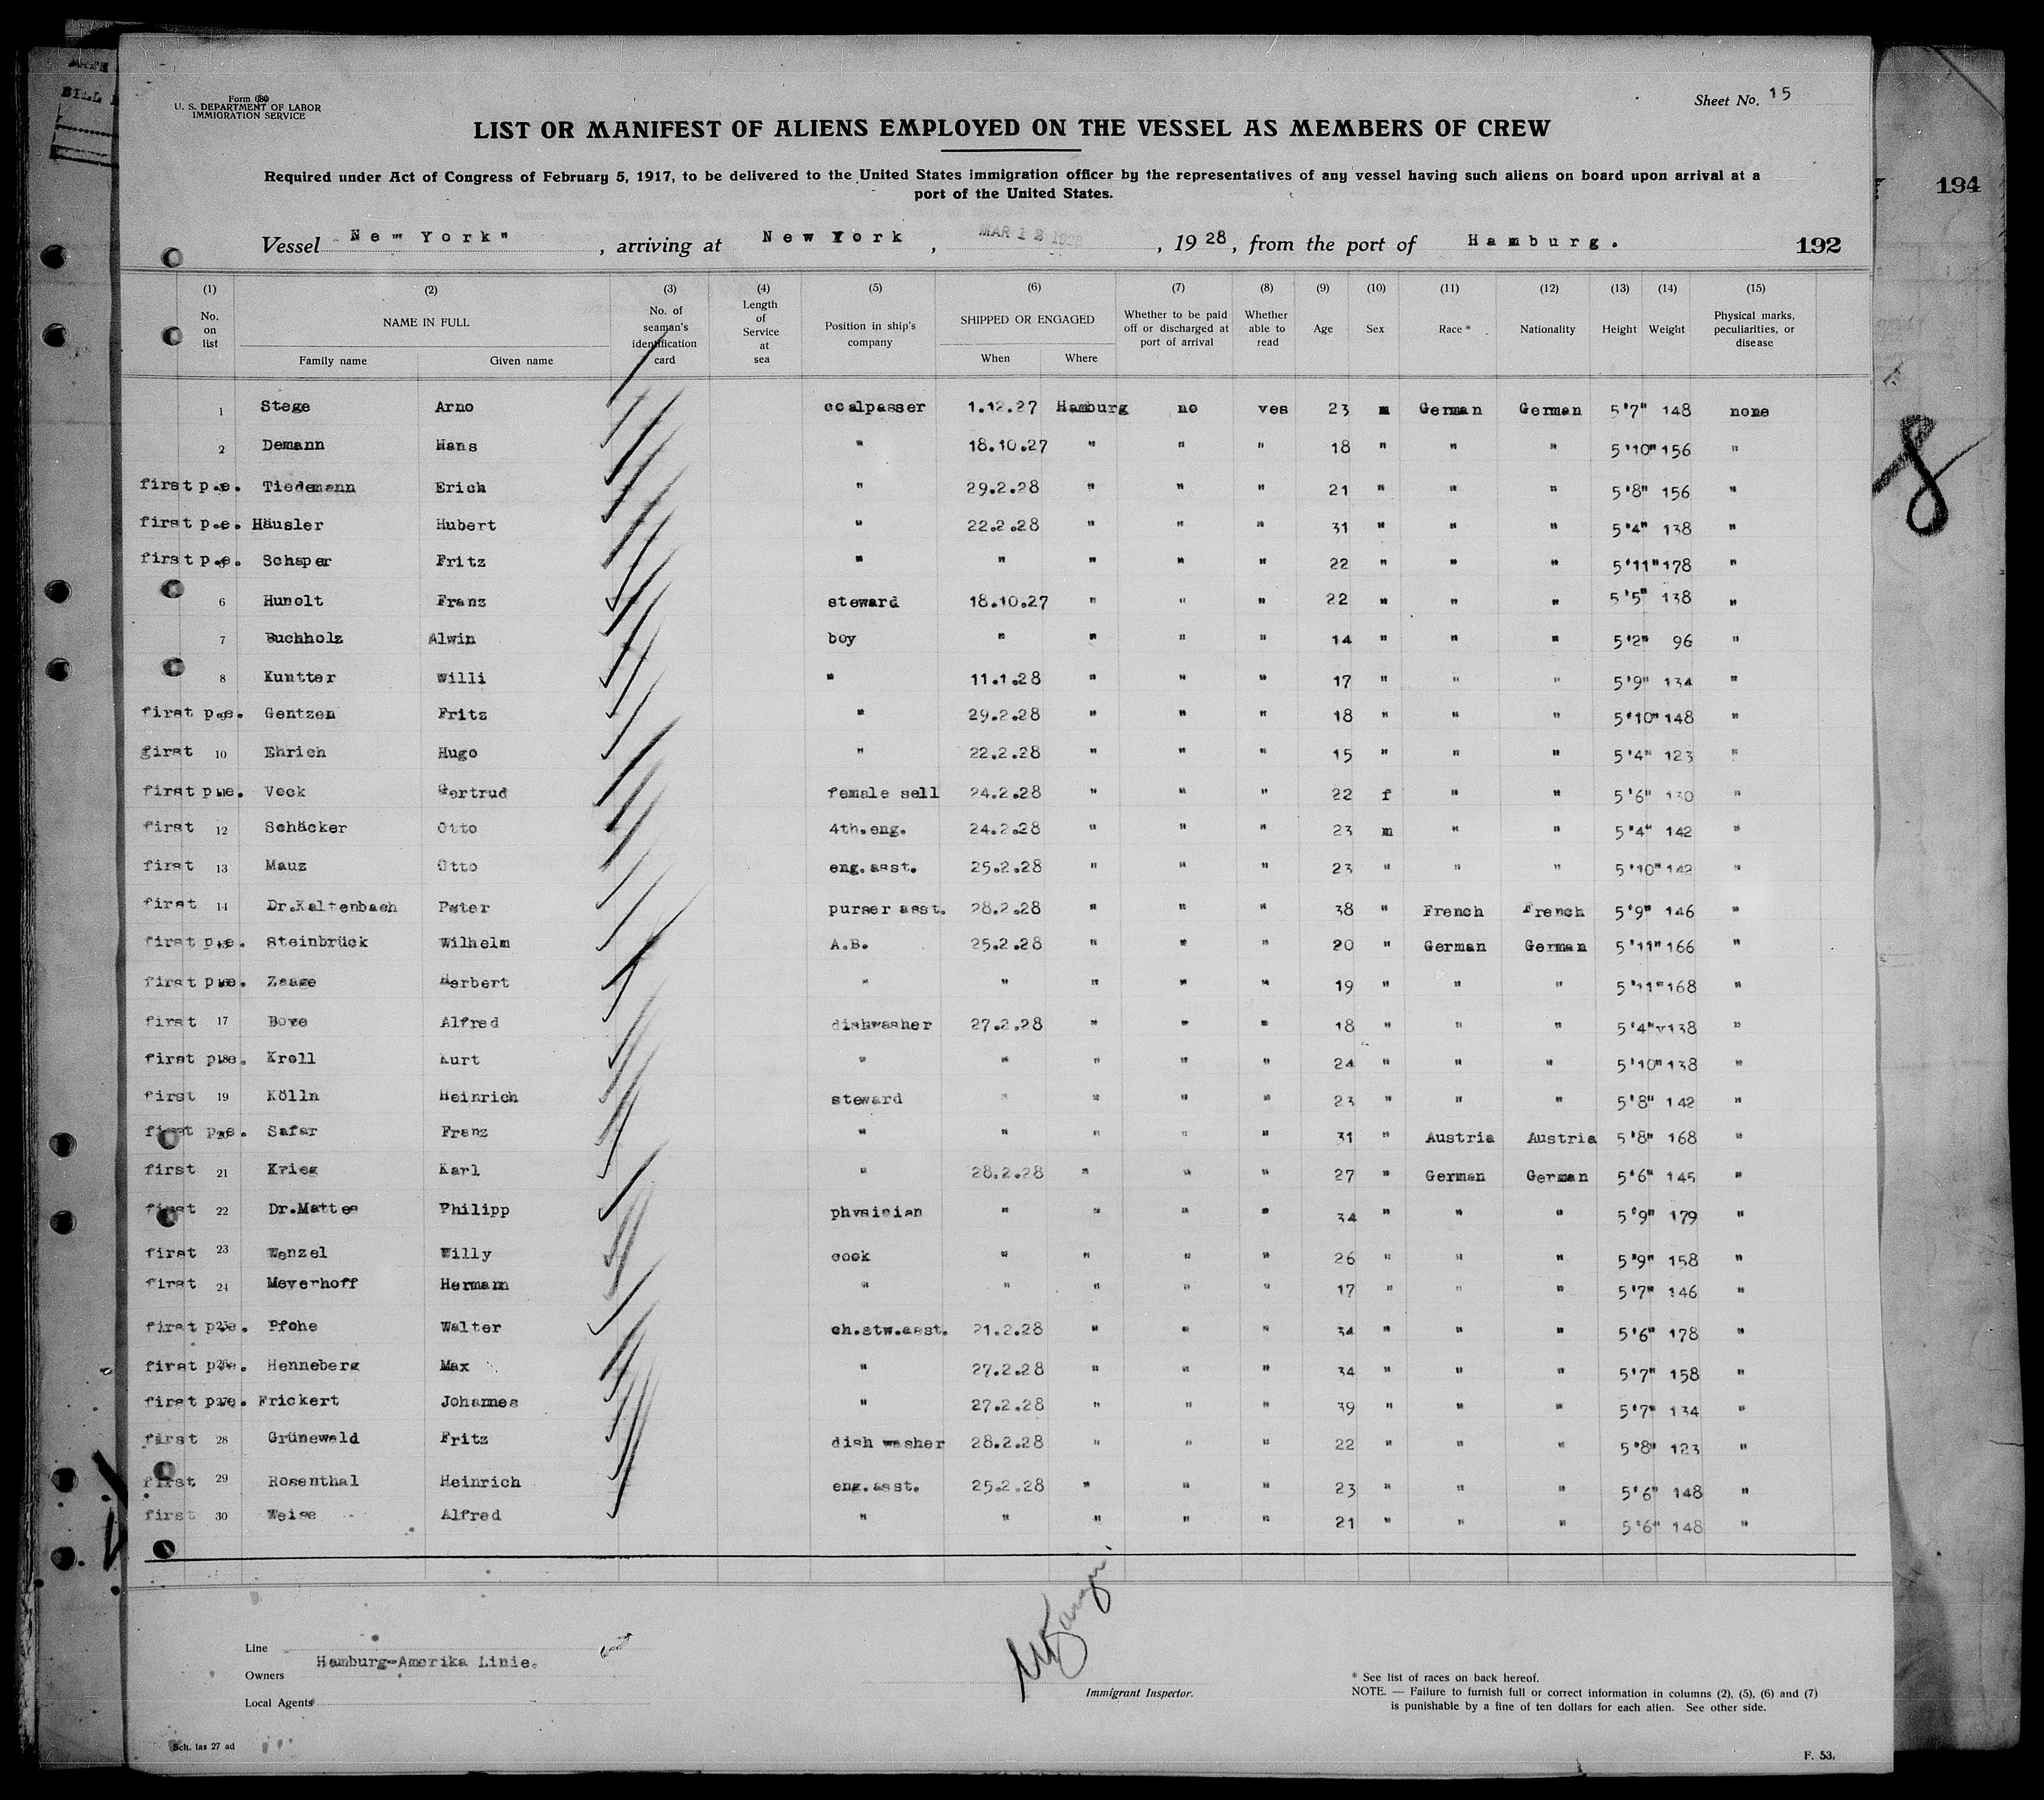 Form 680
U. S. DEPARTMENT OF LABOR
IMMIGRATION SERVICE
Sheet No. 15
LIST OR MANIFEST OF ALIENS EMPLOYED ON THE VESSEL AS MEMBERS OF CREW
Required under Act of Congress of February 5, 1917, to be delivered to the United States immigration officer by the representatives of any vessel having such aliens on board upon arrival at a
port of the United States.
194
Vessel "New York", arriving at New York, MAR 12 1928, 1928, from the port of Hamburg. 192
(1) (2) (3) (4) (5) (6) (7) (8) (9) (10) (11) (12) (13) (14) (15)
No. on list NAME IN FULL Family name Given name No. of seaman's identification card Length of Service at sea Position in ship's company SHIPPED OR ENGAGED When Where Whether to be paid off or discharged at port of arrival Whether able to read Age Sex Race* Nationality Height Weight Physical marks, peculiarities, or disease
1 Stege Arno coalpasser 1.12.27 Hamburg no yes 23 m German German 5'7" 148 none
2 Demann Hans " 18.10.27 " " " 18 " " " 5'10" 156 "
first p.e. Tiedemann Erich " 29.2.28 " " " 21 " " " 5'8" 156 "
first p.e. Häusler Hubert " 22.2.28 " " " 31 " " " 5'4" 138 "
first p.e. Schaper Fritz " " " " " 22 " " " 5'11" 178 "
6 Hunolt Franz steward 18.10.27 " " " 22 " " " 5'5" 138 "
7 Buchholz Alwin boy " " " " 14 " " " 5'2" 96 "
8 Kuntter Willi " 11.1.28 " " " 17 " " " 5'9" 134 "
first p.e. 9 Gentzen Fritz " 29.2.28 " " " 18 " " " 5'10" 148 "
girst 10 Ehrich Hugo " 22.2.28 " " " 15 " " " 5'4" 123 "
first p.e. 11 Veck Gertrud female sell 24.2.28 " " " 22 f " " 5'6" 130 "
first 12 Schäcker Otto 4th.eng. 24.2.28 " " " 23 m " " 5'4" 142 "
first 13 Mauz Otto eng.asst. 25.2.28 " " " 23 " " " 5'10" 142 "
first 14 Dr.Kaltenbach Peter purser asst. 28.2.28 " " " 38 " French French 5'9" 146 "
first p.e. 15 Steinbrück Wilhelm A.B. 25.2.28 " " " 20 " German German 5'11" 166 "
first p.e. 16 Zaage Herbert " " " " " 19 " " " 5'11" 168 "
first 17 Bove Alfred dishwasher 27.2.28 " " " 18 " " " 5'4" 138 "
first p.e. 18 Kroll Kurt " " " " " 24 " " " 5'10" 138 "
first 19 Kölln Heinrich steward " " " " 23 " " " 5'8" 142 "
first p.e. 20 Safar Franz " " " " " 31 " Austria Austria 5'8" 168 "
first 21 Krieg Karl " 28.2.28 " " " 27 " German German 5'6" 145 "
first 22 Dr.Mattes Philipp physician " " " " 34 " " " 5'9" 179 "
first 23 Wenzel Willy cook " " " " 26 " " " 5'9" 158 "
first 24 Meyerhoff Hermann " " " " " 17 " " " 5'7" 146 "
first p.e. 25 Pfohe Walter ch.stw.asst. 21.2.28 " " " 34 " " " 5'6" 178 "
first p.e. 26 Henneberg Max " 27.2.28 " " " 34 " " " 5'7" 158 "
first p.e. 27 Frickert Johannes " 27.2.28 " " " 39 " " " 5'7" 134 "
first 28 Grünewald Fritz dish washer 28.2.28 " " " 22 " " " 5'8" 123 "
first 29 Rosenthal Heinrich eng.asst. 25.2.28 " " " 23 " " " 5'6" 148 "
first 30 Weise Alfred " " " " " 21 " " " 5'6" 148 "
Line
Hamburg-Amerika Linie.
Owners
Local Agents
Immigrant Inspector.
* See list of races on back hereof.
NOTE. — Failure to furnish full or correct information in columns (2), (5), (6) and (7)
is punishable by a fine of ten dollars for each alien. See other side.
Sch. las 27 ad
F. 53.
8